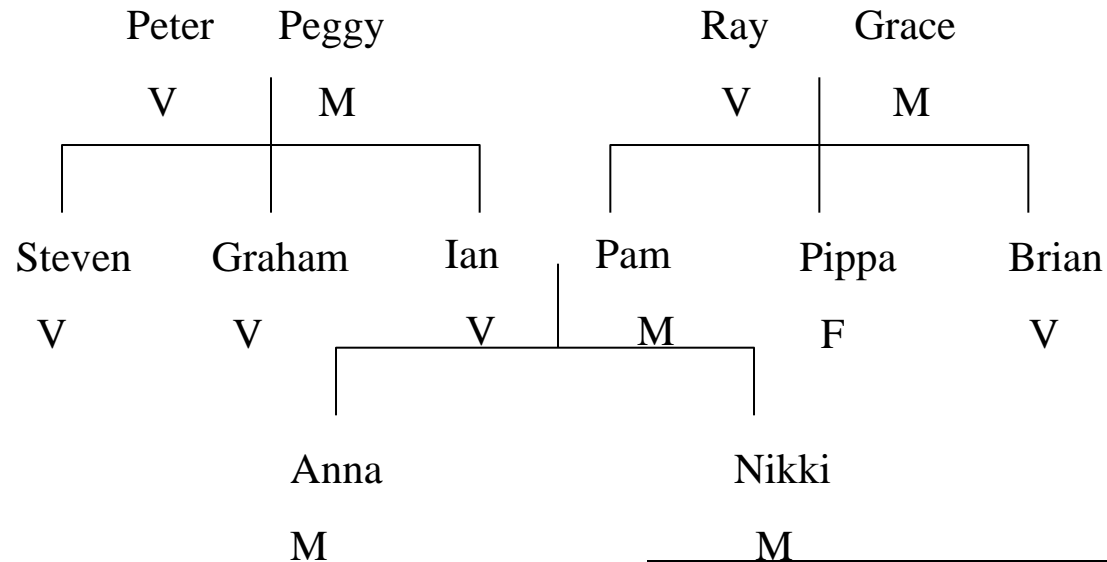 Peter Peggy Ray Grace
V M V M
Steven Graham Ian Pam Pippa Brian
V V V M F V
Anna Nikki
M M